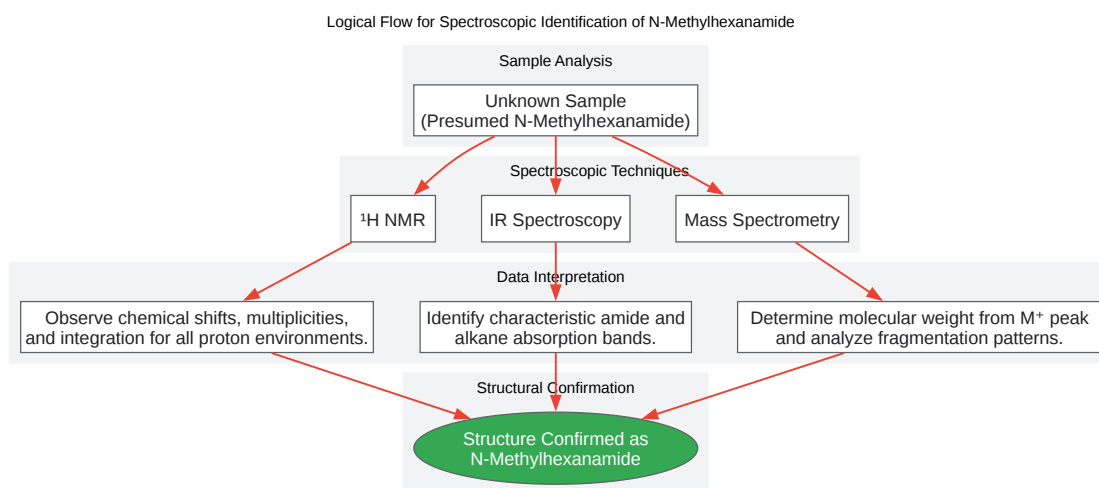 Logical Flow for Spectroscopic Identification of N-Methylhexanamide
Sample Analysis
Unknown Sample
(Presumed N-Methylhexanamide)
Spectroscopic Techniques
¹H NMR
IR Spectroscopy
Mass Spectrometry
Data Interpretation
Observe chemical shifts, multiplicities,
and integration for all proton environments.
Identify characteristic amide and
alkane absorption bands.
Determine molecular weight from M⁺ peak
and analyze fragmentation patterns.
Structural Confirmation
Structure Confirmed as
N-Methylhexanamide